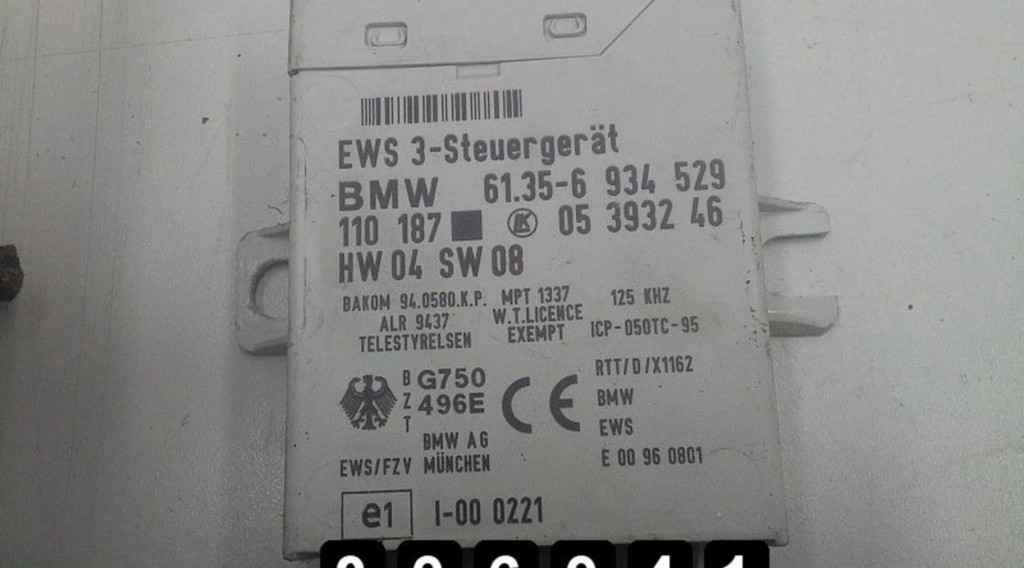 EWS 3-Steuergerät
BMW 61.35-6 934 529
110 187 K 05 3932 46
HW 04 SW 08
BAKOM 94.0580.K.P. MPT 1337 125 KHZ
ALR 9437 W.T.LICENCE
TELESTYRELSEN EXEMPT ICP-050TC-95
BZT G750 496E CE RTT/D/X1162
BMW
EWS
BMW AG
EWS/FZV MÜNCHEN E 00 96 0801
e1 I-00 0221